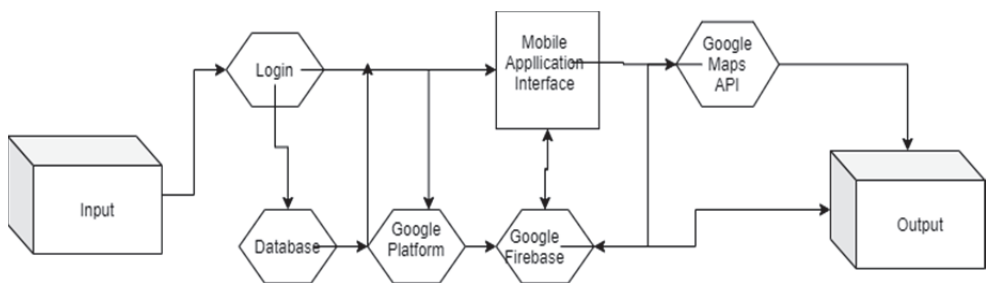 Mobile
Appllication
Interface
Google
Maps
API
Login
Input
Database
Google
Platform
Google
Firebase
Output